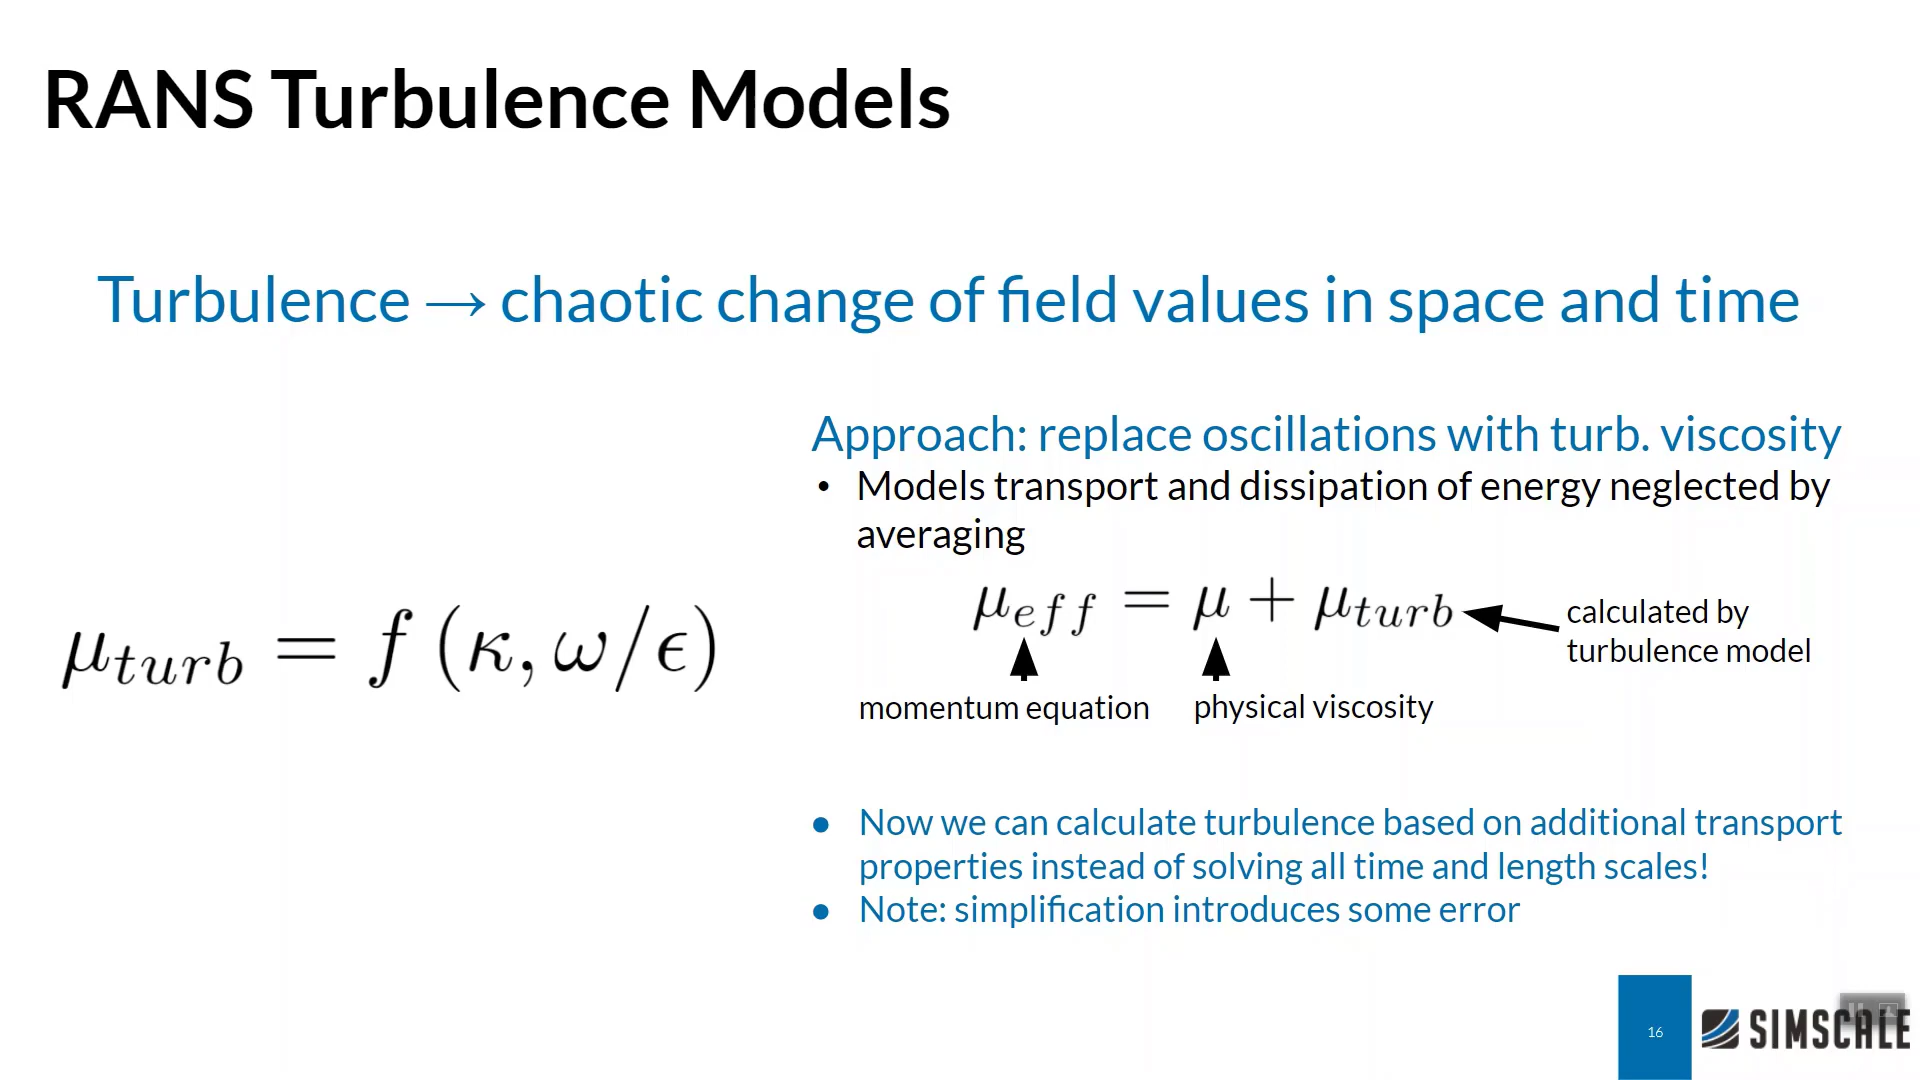 RANS Turbulence Models
Turbulence → chaotic change of field values in space and time
Approach: replace oscillations with turb. viscosity
• Models transport and dissipation of energy neglected by
averaging
μ_turb = f (κ, ω/ϵ)
μ_eff = μ + μ_turb
calculated by
turbulence model
momentum equation
physical viscosity
● Now we can calculate turbulence based on additional transport
properties instead of solving all time and length scales!
● Note: simplification introduces some error
16
SIMSCALE